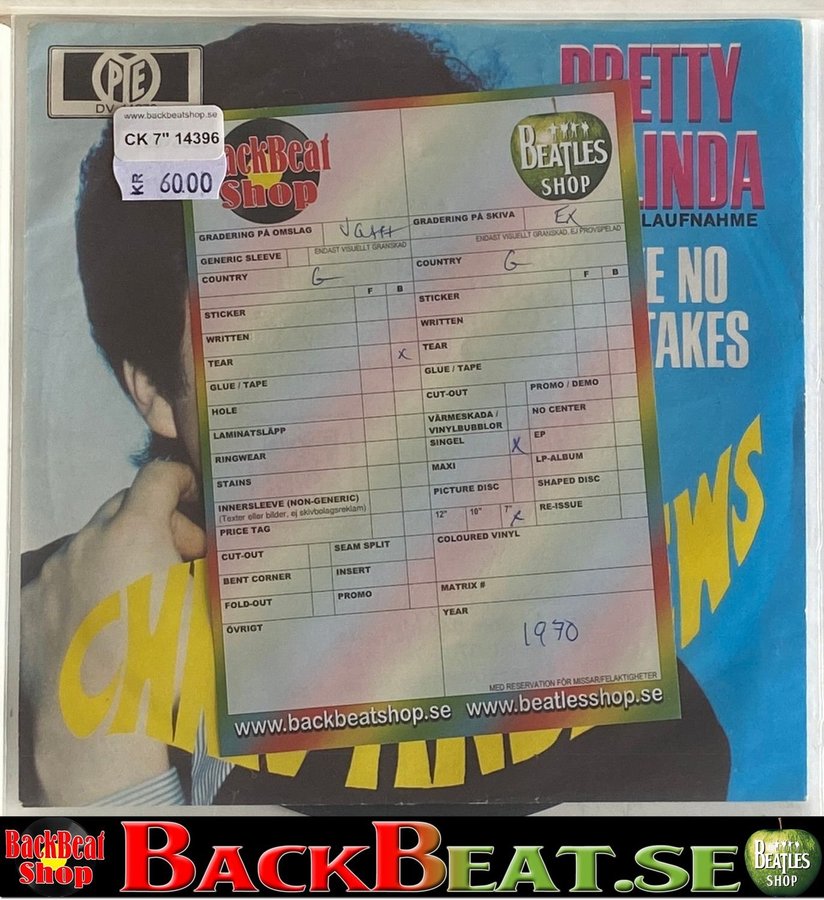 PYE
www.backbeatshop.se
CK 7" 14396
KR 60.00
BackBeat
Shop
BEATLES
SHOP
PRETTY
LINDA
LAUFNAHME
E NO
TAKES
GRADERING PÅ OMSLAG
GRADERING PÅ SKIVA EX
ENDAST VISUELLT GRANSKAD
ENDAST VISUELLT GRANSKAD, EJ PROVSPELAD
GENERIC SLEEVE
COUNTRY G
F B
STICKER
WRITTEN
TEAR x
GLUE / TAPE
HOLE
LAMINATSLÄPP
RINGWEAR
STAINS
INNERSLEEVE (NON-GENERIC)
(Texter eller bilder, ej skivbolagsreklam)
PRICE TAG
CUT-OUT SEAM SPLIT
BENT CORNER INSERT
FOLD-OUT PROMO
ÖVRIGT
COUNTRY G
F B
STICKER
WRITTEN
TEAR
GLUE / TAPE
CUT-OUT PROMO / DEMO
VÄRMESKADA / NO CENTER
VINYLBUBBLOR
SINGEL x EP
MAXI LP-ALBUM
PICTURE DISC SHAPED DISC
12" 10" 7" x RE-ISSUE
COLOURED VINYL
MATRIX #
YEAR
1970
MED RESERVATION FÖR MISSAR/FELAKTIGHETER
www.backbeatshop.se www.beatlesshop.se
EWS
BackBeat
Shop
BACKBEAT.SE
BEATLES
SHOP